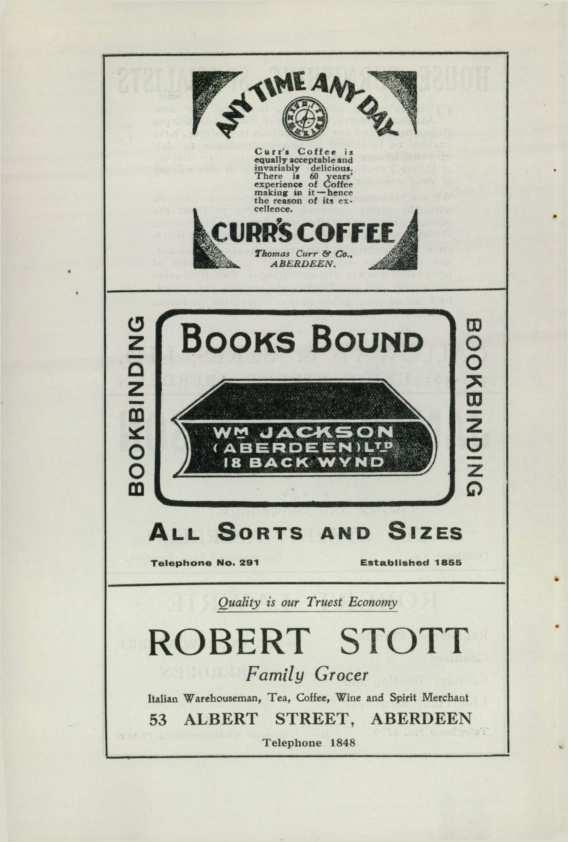 ANY TIME ANY DAY
Curr's Coffee is
equally acceptable and
invariably delicious.
There is 60 years'
experience of Coffee
making in it—hence
the reason of its ex-
cellence.
CURR'S COFFEE
Thomas Curr & Co.,
ABERDEEN.
BOOKBINDING
BOOKS BOUND
WM JACKSON
(ABERDEEN) LTD
18 BACK WYND
BOOKBINDING
ALL SORTS AND SIZES
Telephone No. 291 Established 1855
Quality is our Truest Economy
ROBERT STOTT
Family Grocer
Italian Warehouseman, Tea, Coffee, Wine and Spirit Merchant
53 ALBERT STREET, ABERDEEN
Telephone 1848